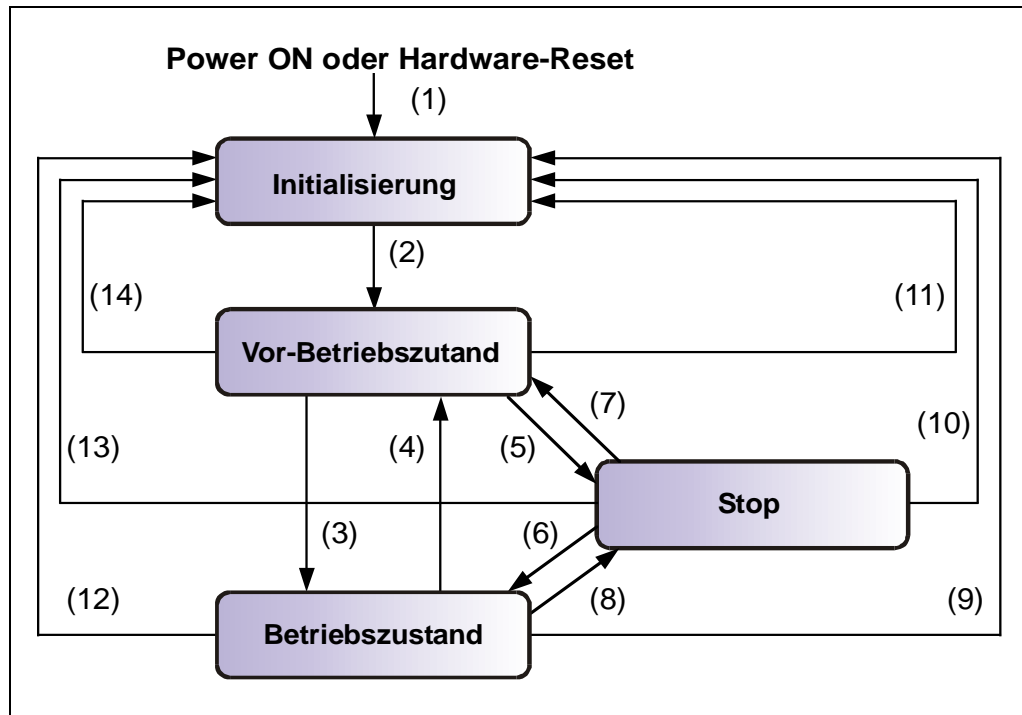 Power ON oder Hardware-Reset
(1)
Initialisierung
(2)
(14)
(11)
Vor-Betriebszutand
(7)
(13)
(4)
(5)
(10)
Stop
(3)
(6)
(12)
(8)
(9)
Betriebszustand